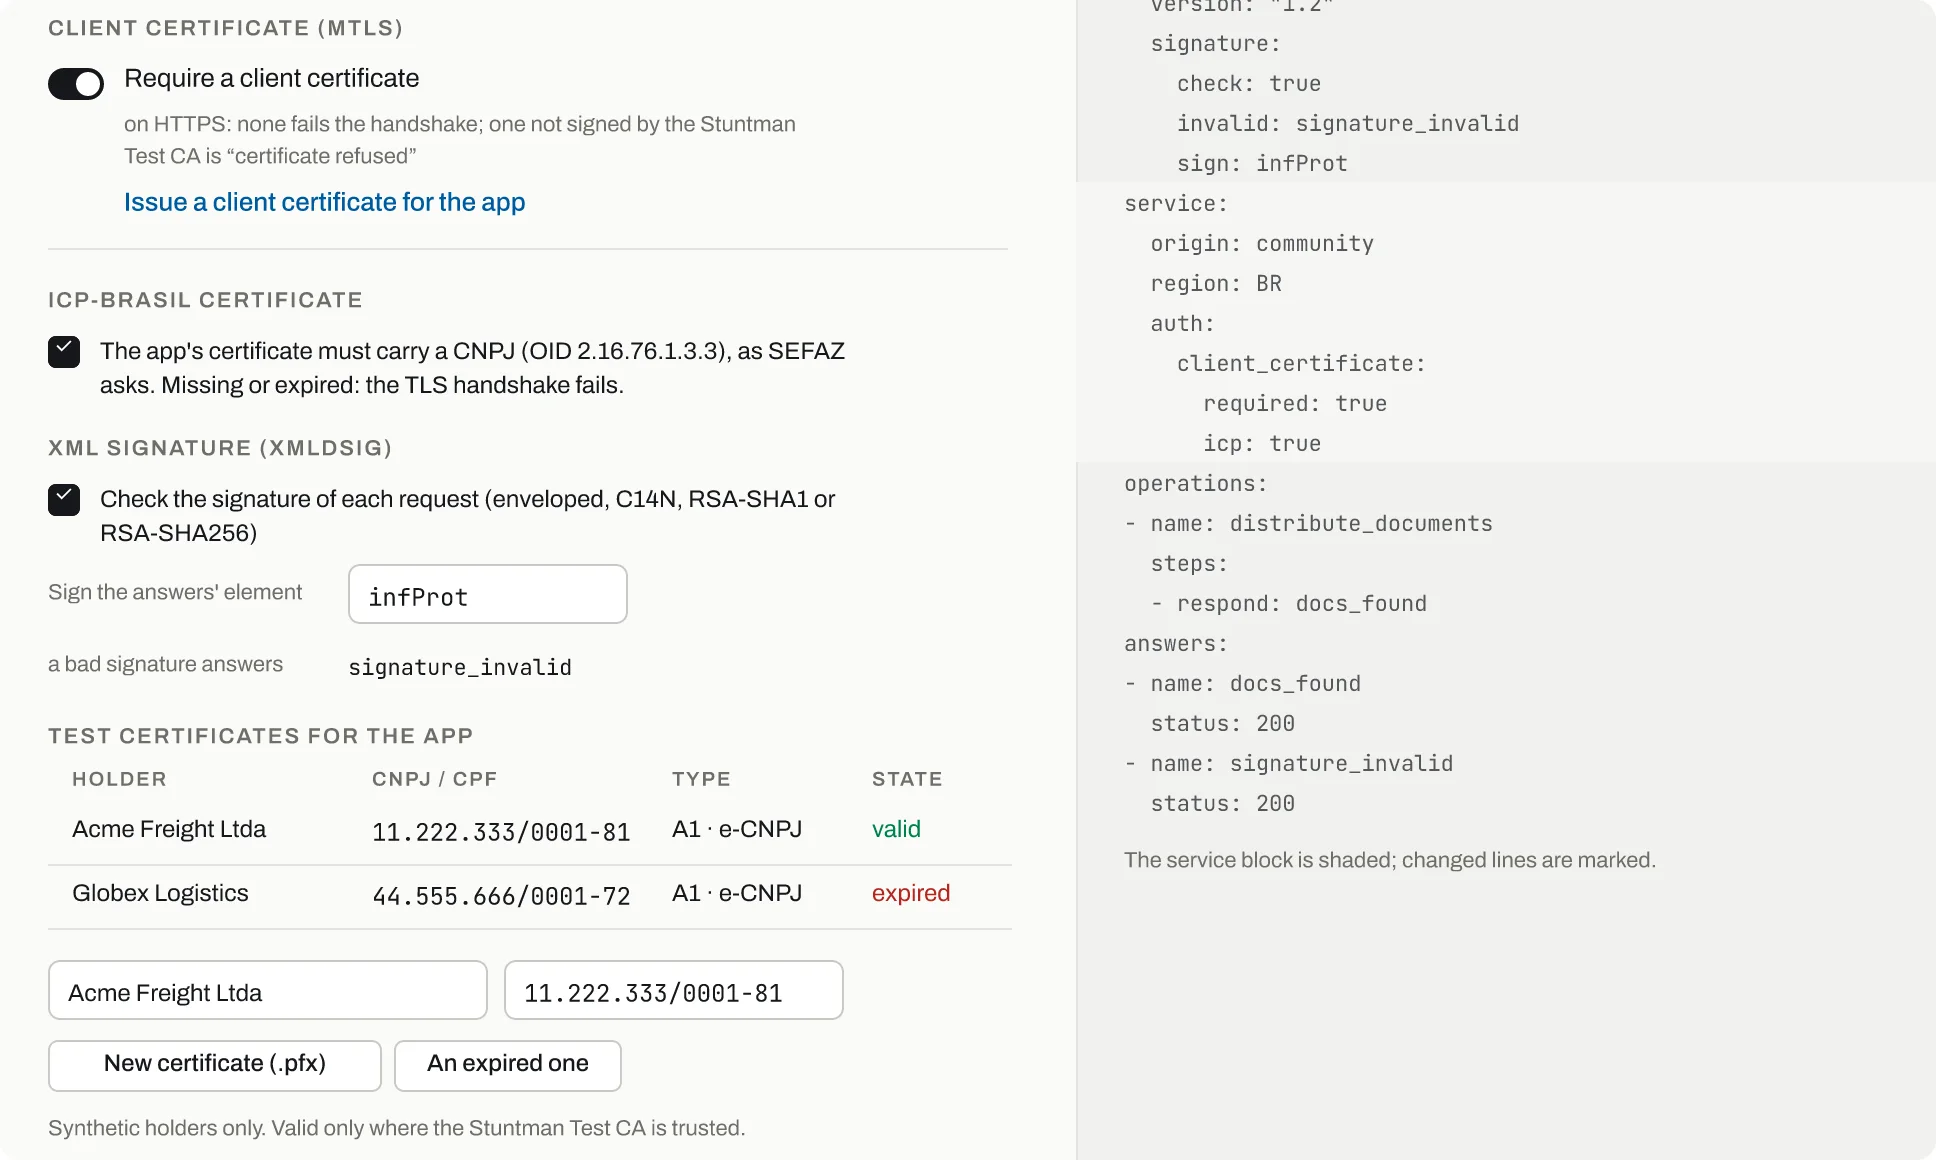 CLIENT CERTIFICATE (MTLS)
Require a client certificate
on HTTPS: none fails the handshake; one not signed by the Stuntman
Test CA is “certificate refused”
Issue a client certificate for the app
ICP-BRASIL CERTIFICATE
The app's certificate must carry a CNPJ (OID 2.16.76.1.3.3), as SEFAZ
asks. Missing or expired: the TLS handshake fails.
XML SIGNATURE (XMLDSIG)
Check the signature of each request (enveloped, C14N, RSA-SHA1 or
RSA-SHA256)
Sign the answers' element infProt
a bad signature answers signature_invalid
TEST CERTIFICATES FOR THE APP
HOLDER CNPJ / CPF TYPE STATE
Acme Freight Ltda 11.222.333/0001-81 A1 · e-CNPJ valid
Globex Logistics 44.555.666/0001-72 A1 · e-CNPJ expired
Acme Freight Ltda 11.222.333/0001-81
New certificate (.pfx) An expired one
Synthetic holders only. Valid only where the Stuntman Test CA is trusted.
version: "1.2"
signature:
check: true
invalid: signature_invalid
sign: infProt
service:
origin: community
region: BR
auth:
client_certificate:
required: true
icp: true
operations:
- name: distribute_documents
steps:
- respond: docs_found
answers:
- name: docs_found
status: 200
- name: signature_invalid
status: 200
The service block is shaded; changed lines are marked.